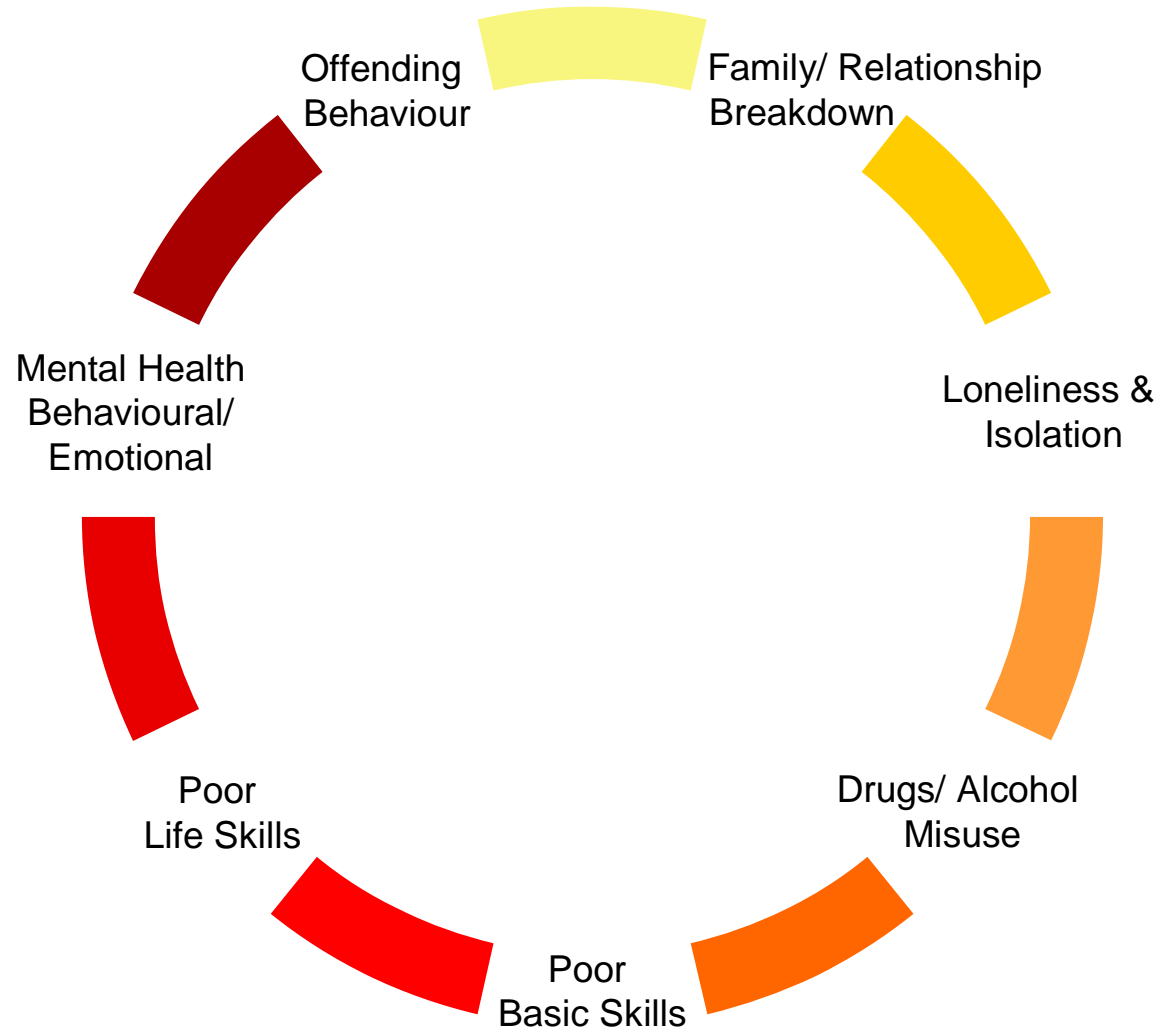 Offending
Behaviour
Family/ Relationship
Breakdown
Loneliness &
Isolation
Drugs/ Alcohol
Misuse
Poor
Basic Skills
Poor
Life Skills
Mental Health
Behavioural/
Emotional